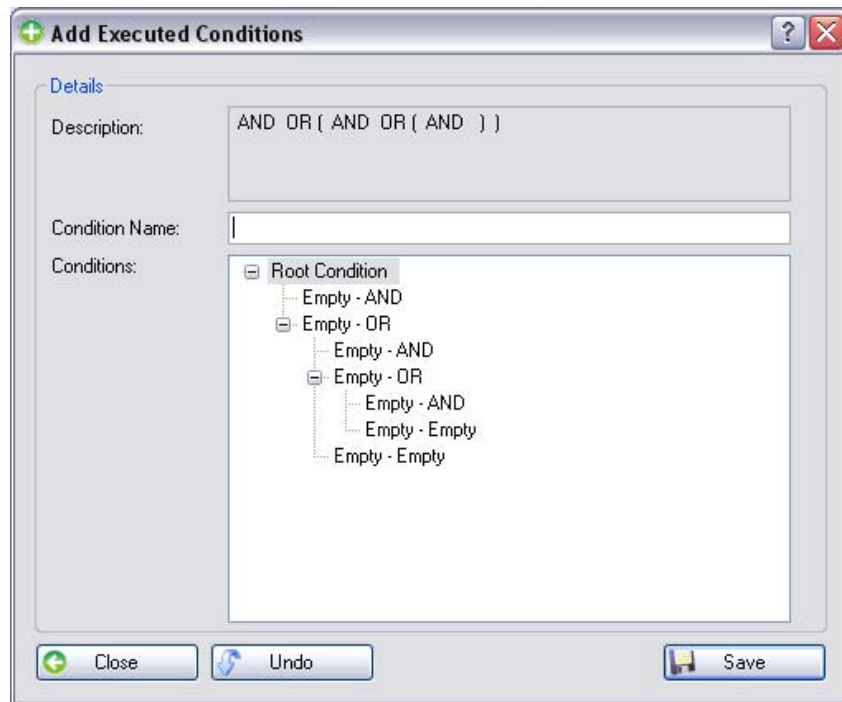 Add Executed Conditions
?
Details
Description:
AND OR ( AND OR ( AND ) )
Condition Name:
Conditions:
Root Condition
Empty - AND
Empty - OR
Empty - AND
Empty - OR
Empty - AND
Empty - Empty
Empty - Empty
Close
Undo
Save